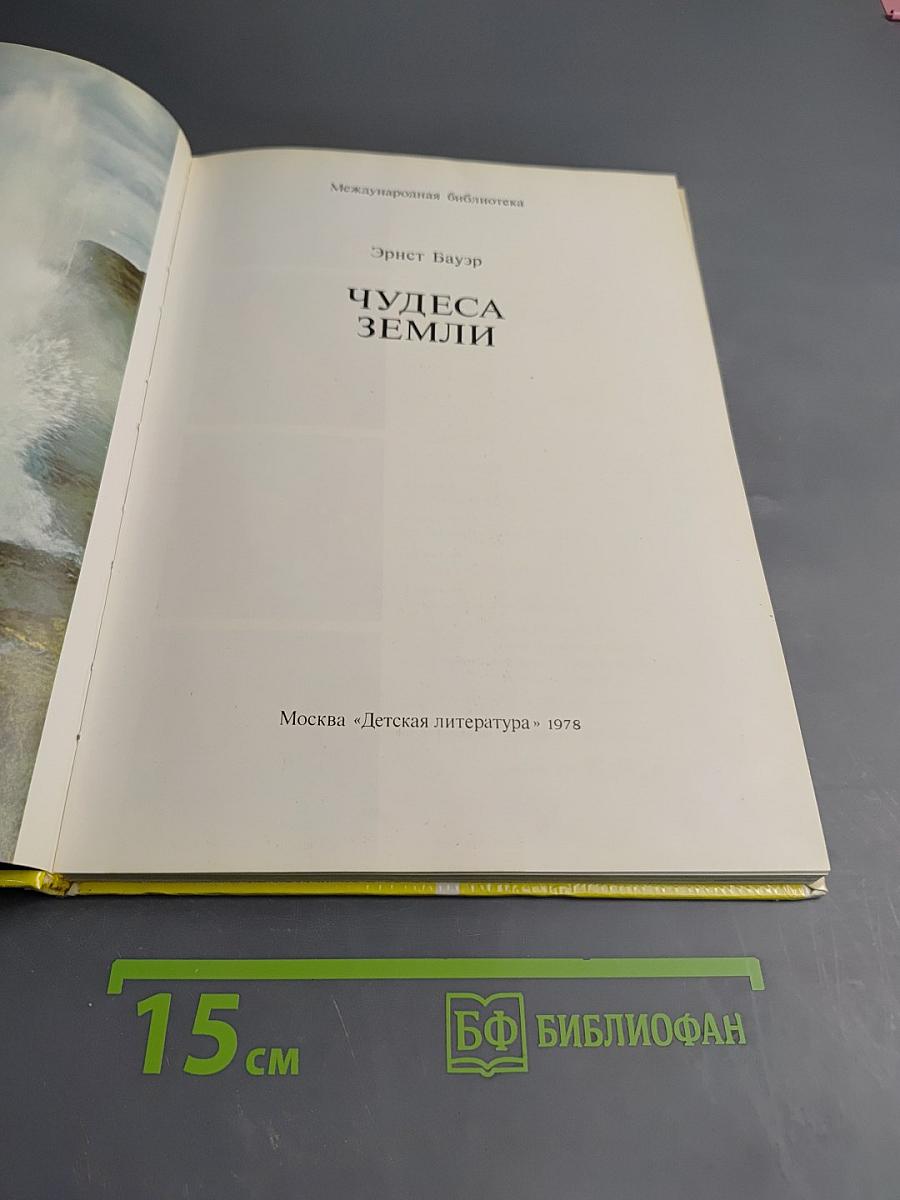 Международная библиотека
Эрнст Бауэр
ЧУДЕСА
ЗЕМЛИ
Москва «Детская литература» 1978
15 см
БФ БИБЛИОФАН